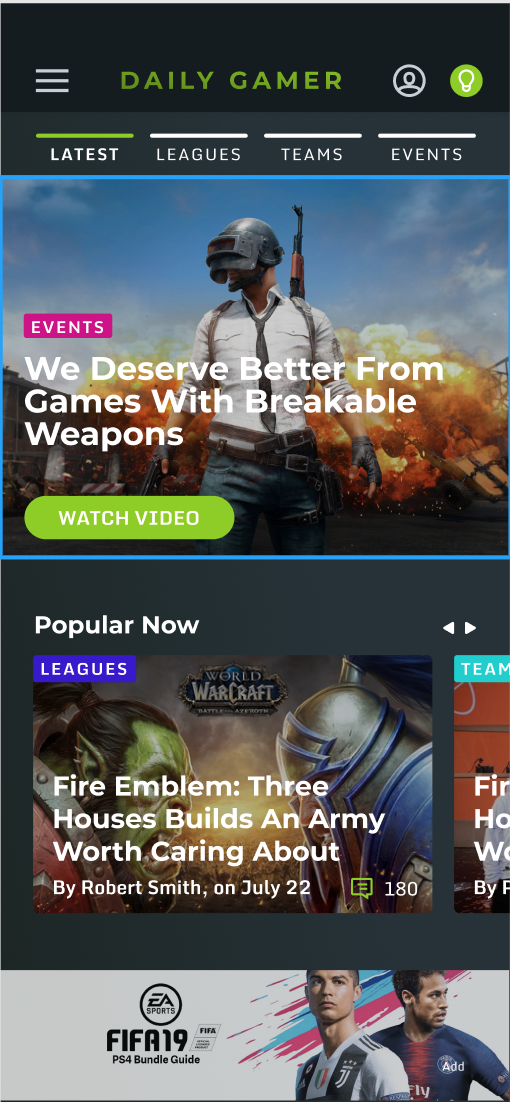 DAILY GAMER
LATEST
LEAGUES
TEAMS
EVENTS
EVENTS
We Deserve Better From
Games With Breakable
Weapons
WATCH VIDEO
Popular Now
LEAGUES
WORLD
WARCRAFT
BATTLE FOR AZEROTH
Fire Emblem: Three
Houses Builds An Army
Worth Caring About
By Robert Smith, on July 22
180
TEAM
Fir
Ho
Wo
By
EA
SPORTS
FIFA19
FIFA
PS4 Bundle Guide
Add
Fly